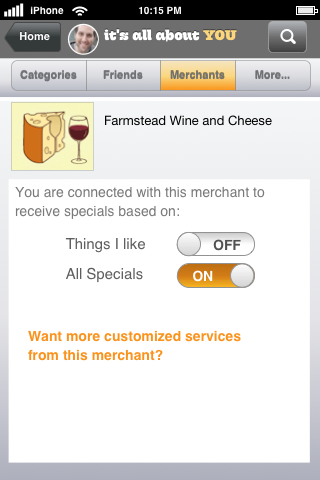 iPhone 10:15 PM
Home it's all about YOU
Categories Friends Merchants More...
Farmstead Wine and Cheese
You are connected with this merchant to
receive specials based on:
Things I like OFF
All Specials ON
Want more customized services
from this merchant?